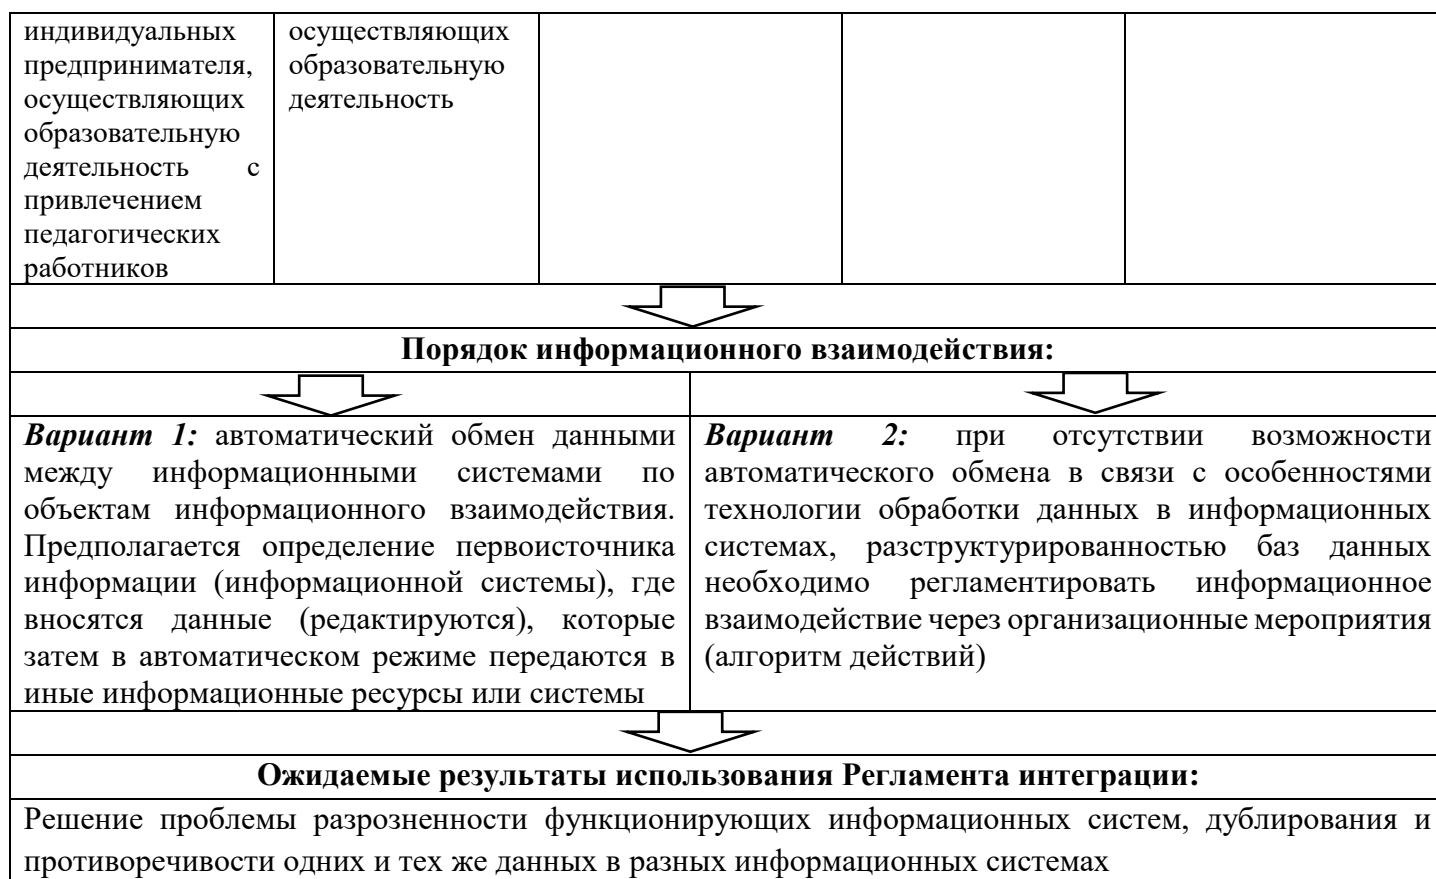 индивидуальных
предпринимателя,
осуществляющих
образовательную
деятельность с
привлечением
педагогических
работников
осуществляющих
образовательную
деятельность
Порядок информационного взаимодействия:
Вариант 1: автоматический обмен данными
между информационными системами по
объектам информационного взаимодействия.
Предполагается определение первоисточника
информации (информационной системы), где
вносятся данные (редактируются), которые
затем в автоматическом режиме передаются в
иные информационные ресурсы или системы
Вариант 2: при отсутствии возможности
автоматического обмена в связи с особенностями
технологии обработки данных в информационных
системах, разструктурированностью баз данных
необходимо регламентировать информационное
взаимодействие через организационные мероприятия
(алгоритм действий)
Ожидаемые результаты использования Регламента интеграции:
Решение проблемы разрозненности функционирующих информационных систем, дублирования и
противоречивости одних и тех же данных в разных информационных системах